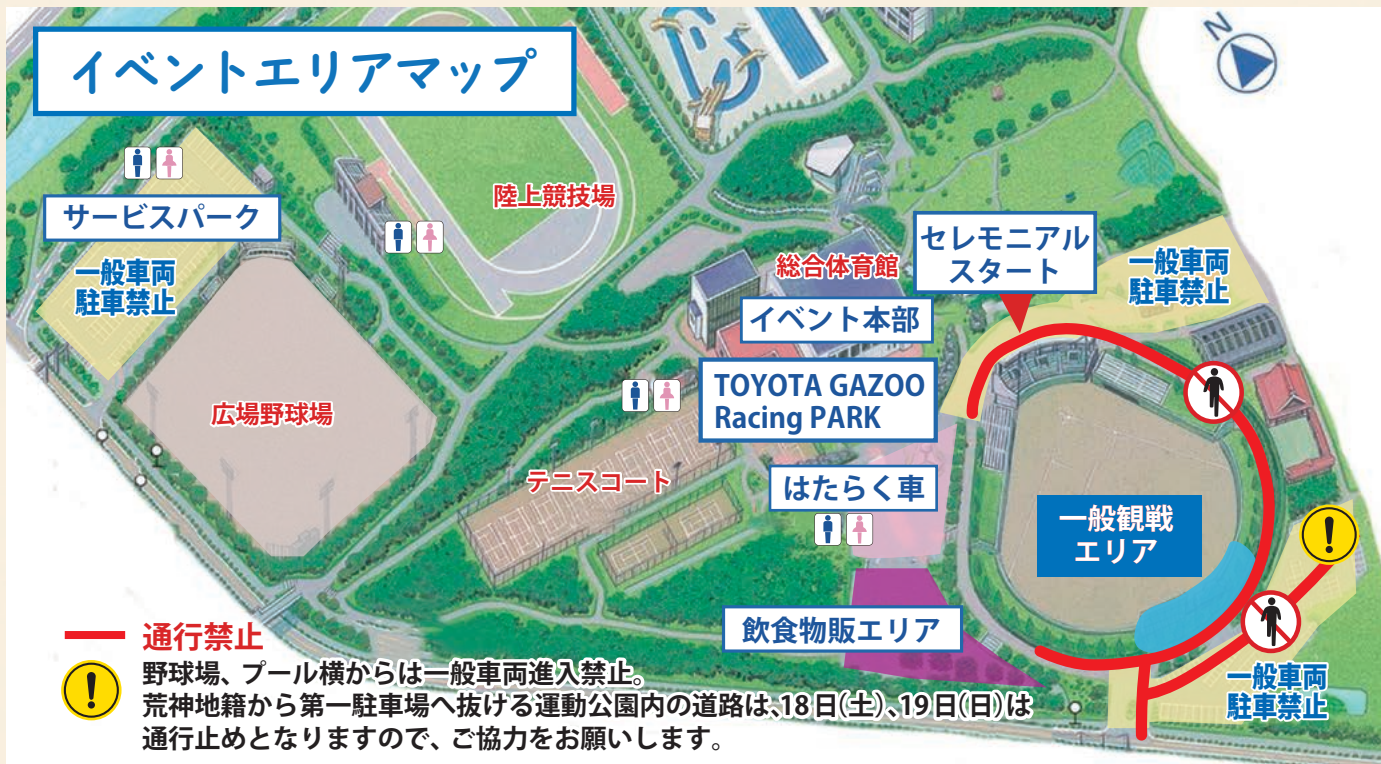 イベントエリアマップ
N
サービスパーク
一般車両
駐車禁止
陸上競技場
広場野球場
総合体育館
イベント本部
セレモニアル
スタート
一般車両
駐車禁止
TOYOTA GAZOO
Racing PARK
テニスコート
はたらく車
一般観戦
エリア
!
飲食物販エリア
一般車両
駐車禁止
通行禁止
!
野球場、プール横からは一般車両進入禁止。
荒神地籍から第一駐車場へ抜ける運動公園内の道路は、18日(土)、19日(日)は
通行止めとなりますので、ご協力をお願いします。